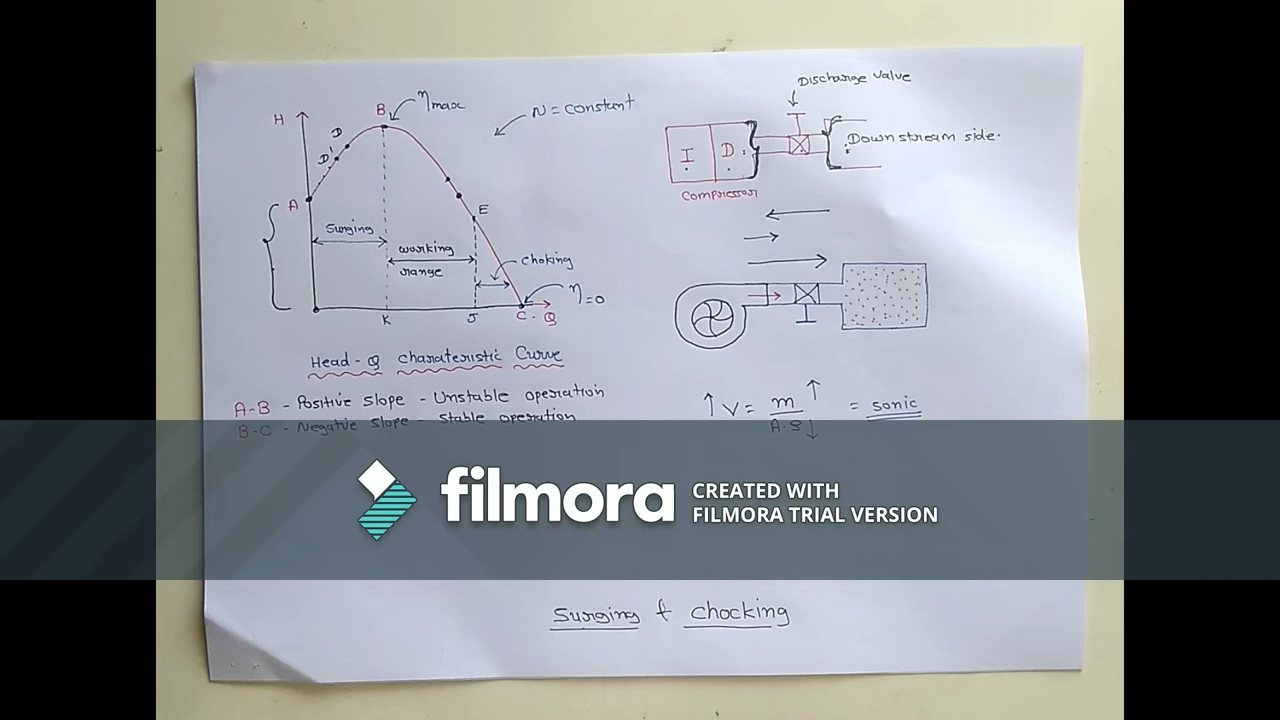 H
B
ηmax
N = constant
D
D'
A
E
Surging
working
range
choking
η=0
K
J
C.
Q
Head - Q charateristic Curve
A-B - Positive slope - Unstable operation
B-C - Negative slope - Stable operation
Discharge valve
I
D
Down stream side.
Compressor
↑ V = m ↑ = sonic
A.ρ ↓
filmora
CREATED WITH
FILMORA TRIAL VERSION
Surging & chocking